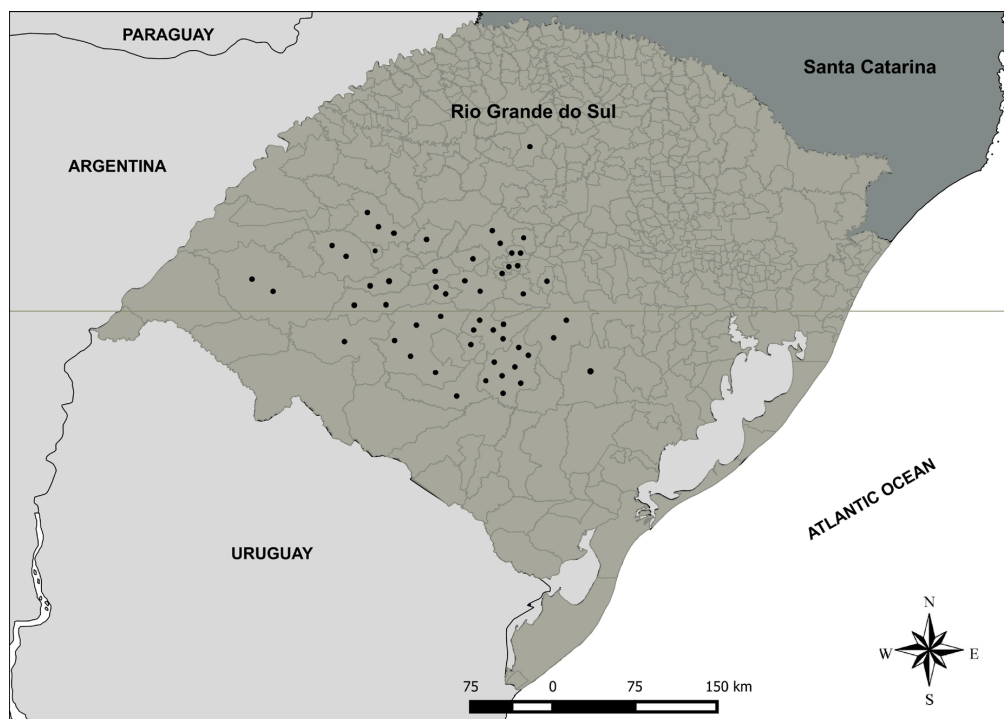 PARAGUAY
Santa Catarina
Rio Grande do Sul
ARGENTINA
ATLANTIC OCEAN
URUGUAY
N
W E
S
75 0 75 150 km